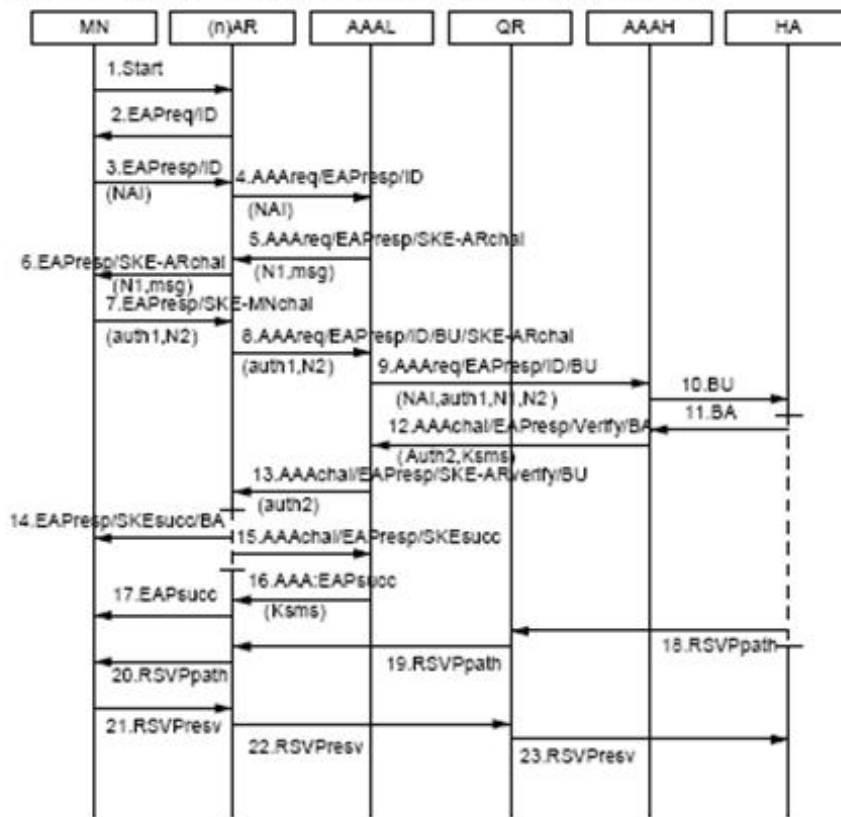 MN (n)AR AAAL QR AAAH HA
1.Start
2.EAPreq/ID
3.EAPresp/ID
(NAI)
4.AAAreq/EAPresp/ID
(NAI)
5.AAAreq/EAPresp/SKE-ARchal
(N1,msg)
6.EAPresp/SKE-ARchal
(N1,msg)
7.EAPresp/SKE-MNchal
(auth1,N2)
8.AAAreq/EAPresp/ID/BU/SKE-ARchal
(auth1,N2)
9.AAAreq/EAPresp/ID/BU
(NAI,auth1,N1,N2)
10.BU
11.BA
12.AAAchal/EAPresp/Verify/BA
(Auth2,Ksms)
13.AAAchal/EAPresp/SKE-ARverify/BU
(auth2)
14.EAPresp/SKEsucc/BA
15.AAAchal/EAPresp/SKEsucc
16.AAA:EAPsucc
(Ksms)
17.EAPsucc
18.RSVPpath
19.RSVPpath
20.RSVPpath
21.RSVPresv
22.RSVPresv
23.RSVPresv